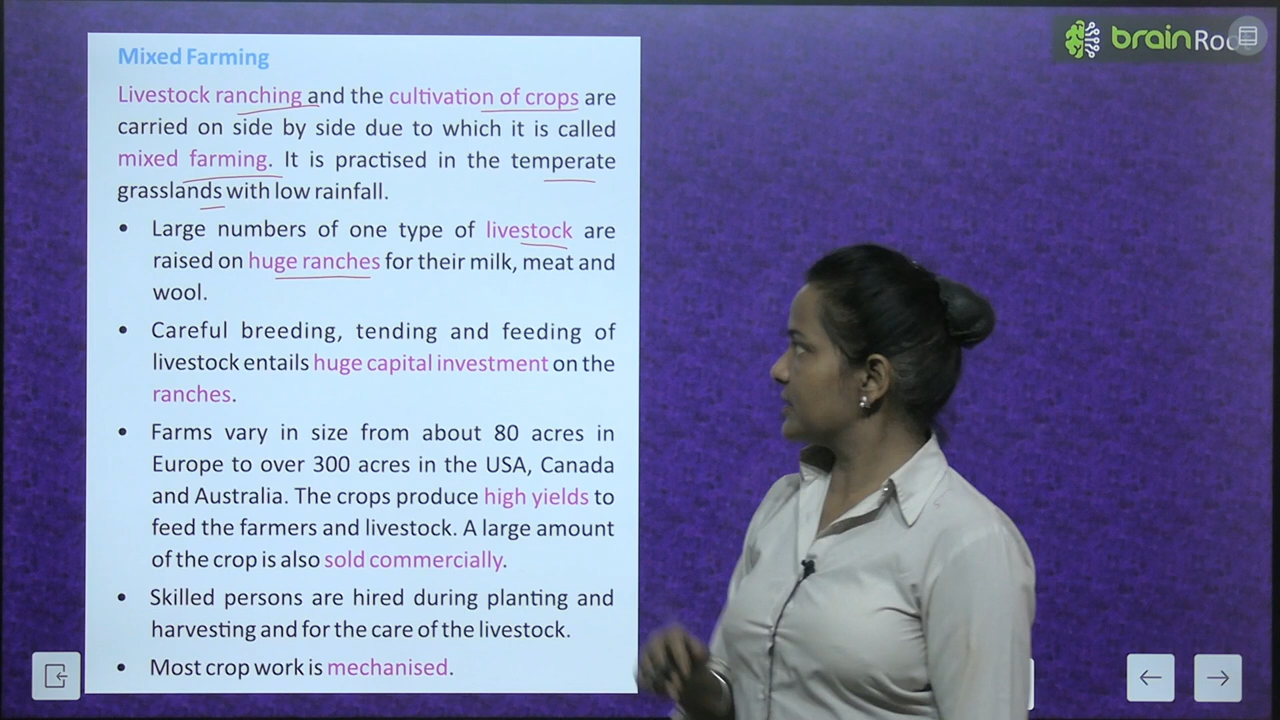 Mixed Farming
Livestock ranching and the cultivation of crops are
carried on side by side due to which it is called
mixed farming. It is practised in the temperate
grasslands with low rainfall.
• Large numbers of one type of livestock are
raised on huge ranches for their milk, meat and
wool.
• Careful breeding, tending and feeding of
livestock entails huge capital investment on the
ranches.
• Farms vary in size from about 80 acres in
Europe to over 300 acres in the USA, Canada
and Australia. The crops produce high yields to
feed the farmers and livestock. A large amount
of the crop is also sold commercially.
• Skilled persons are hired during planting and
harvesting and for the care of the livestock.
• Most crop work is mechanised.